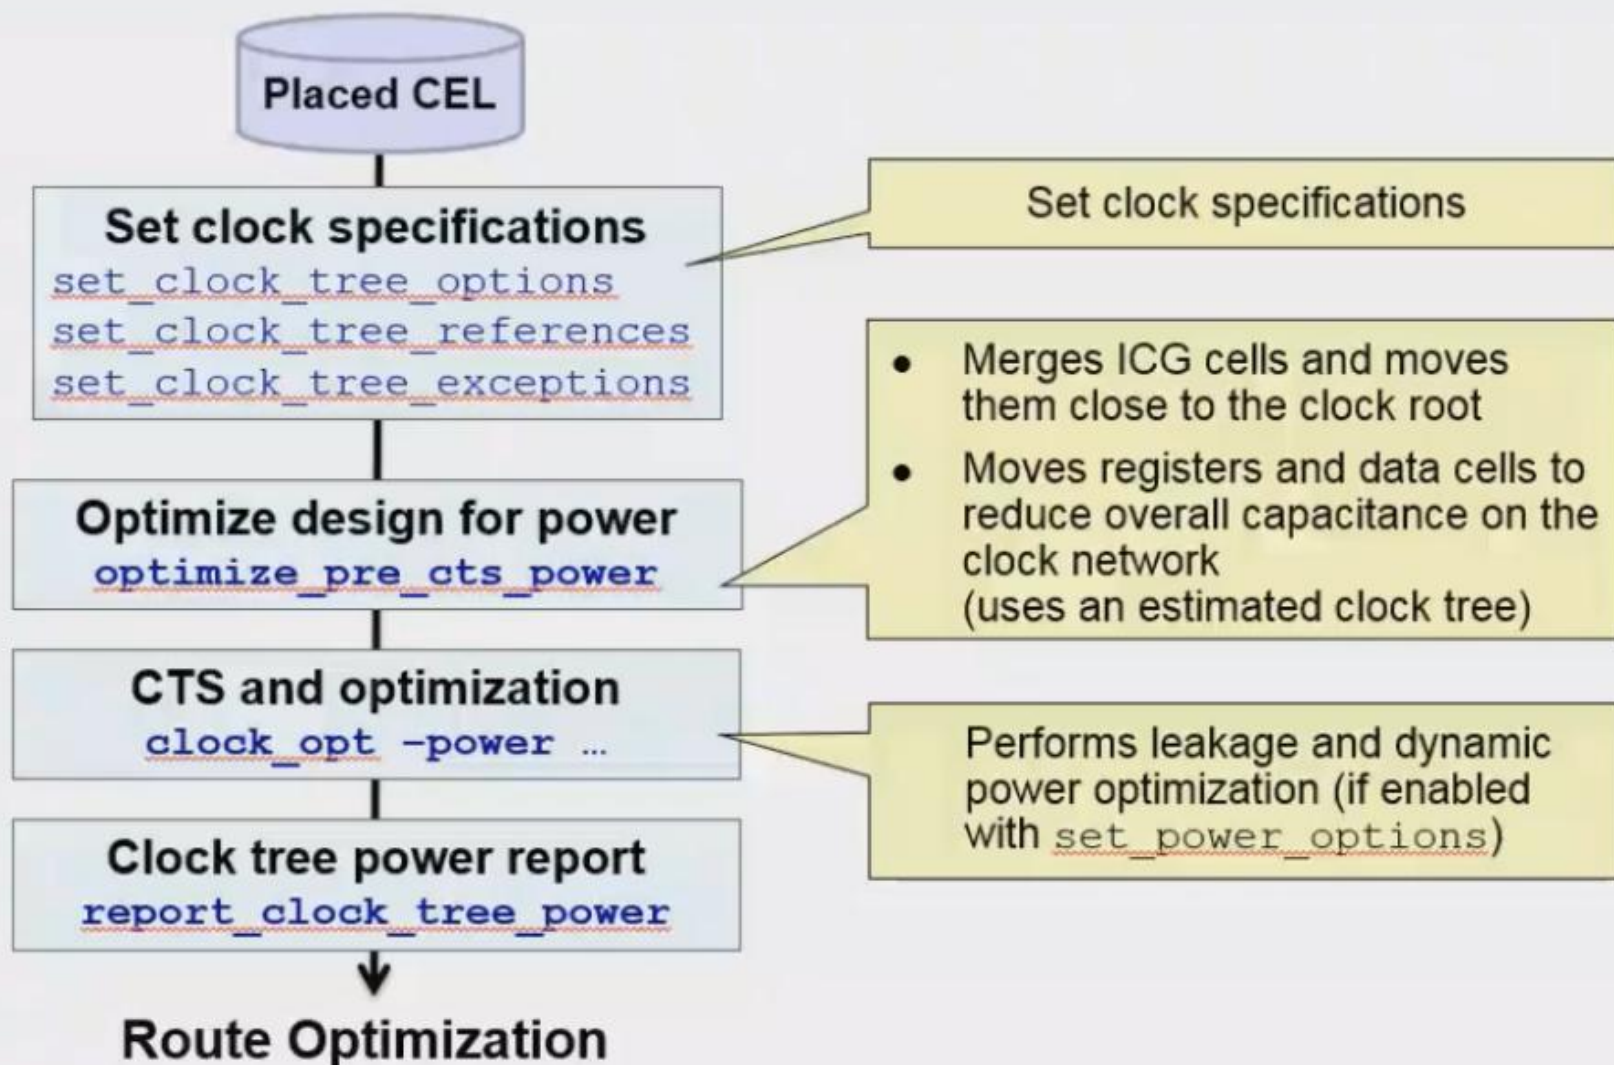 Placed CEL
Set clock specifications
set_clock_tree_options
set_clock_tree_references
set_clock_tree_exceptions
Set clock specifications
Optimize design for power
optimize_pre_cts_power
● Merges ICG cells and moves
them close to the clock root
● Moves registers and data cells to
reduce overall capacitance on the
clock network
(uses an estimated clock tree)
CTS and optimization
clock_opt –power …
Performs leakage and dynamic
power optimization (if enabled
with set_power_options)
Clock tree power report
report_clock_tree_power
Route Optimization